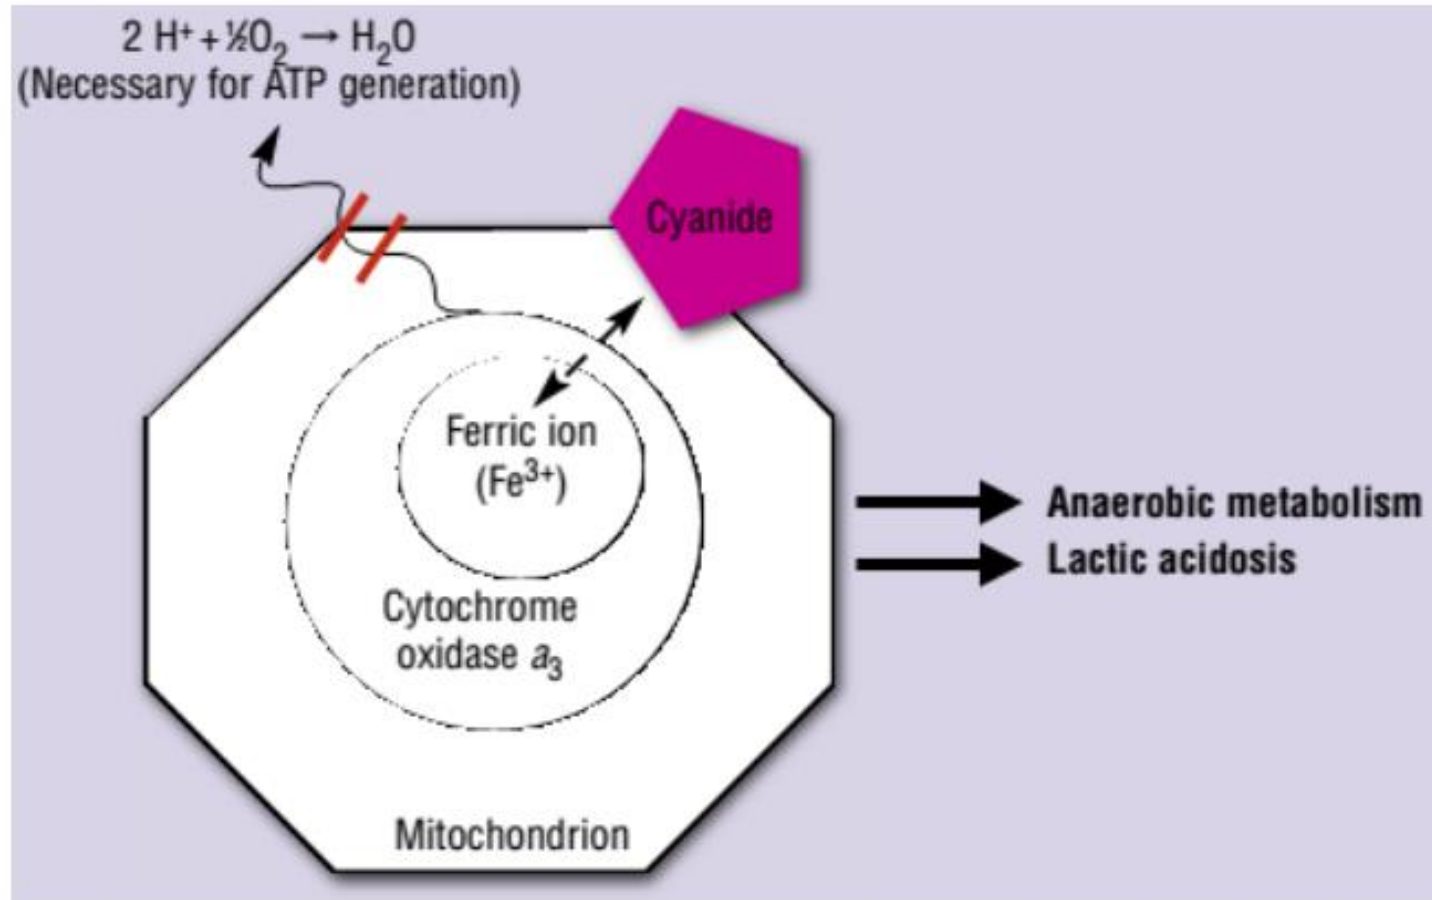 2 H⁺ + ½O₂ → H₂O
(Necessary for ATP generation)
Cyanide
Ferric ion
(Fe³⁺)
Anaerobic metabolism
Lactic acidosis
Cytochrome
oxidase a₃
Mitochondrion